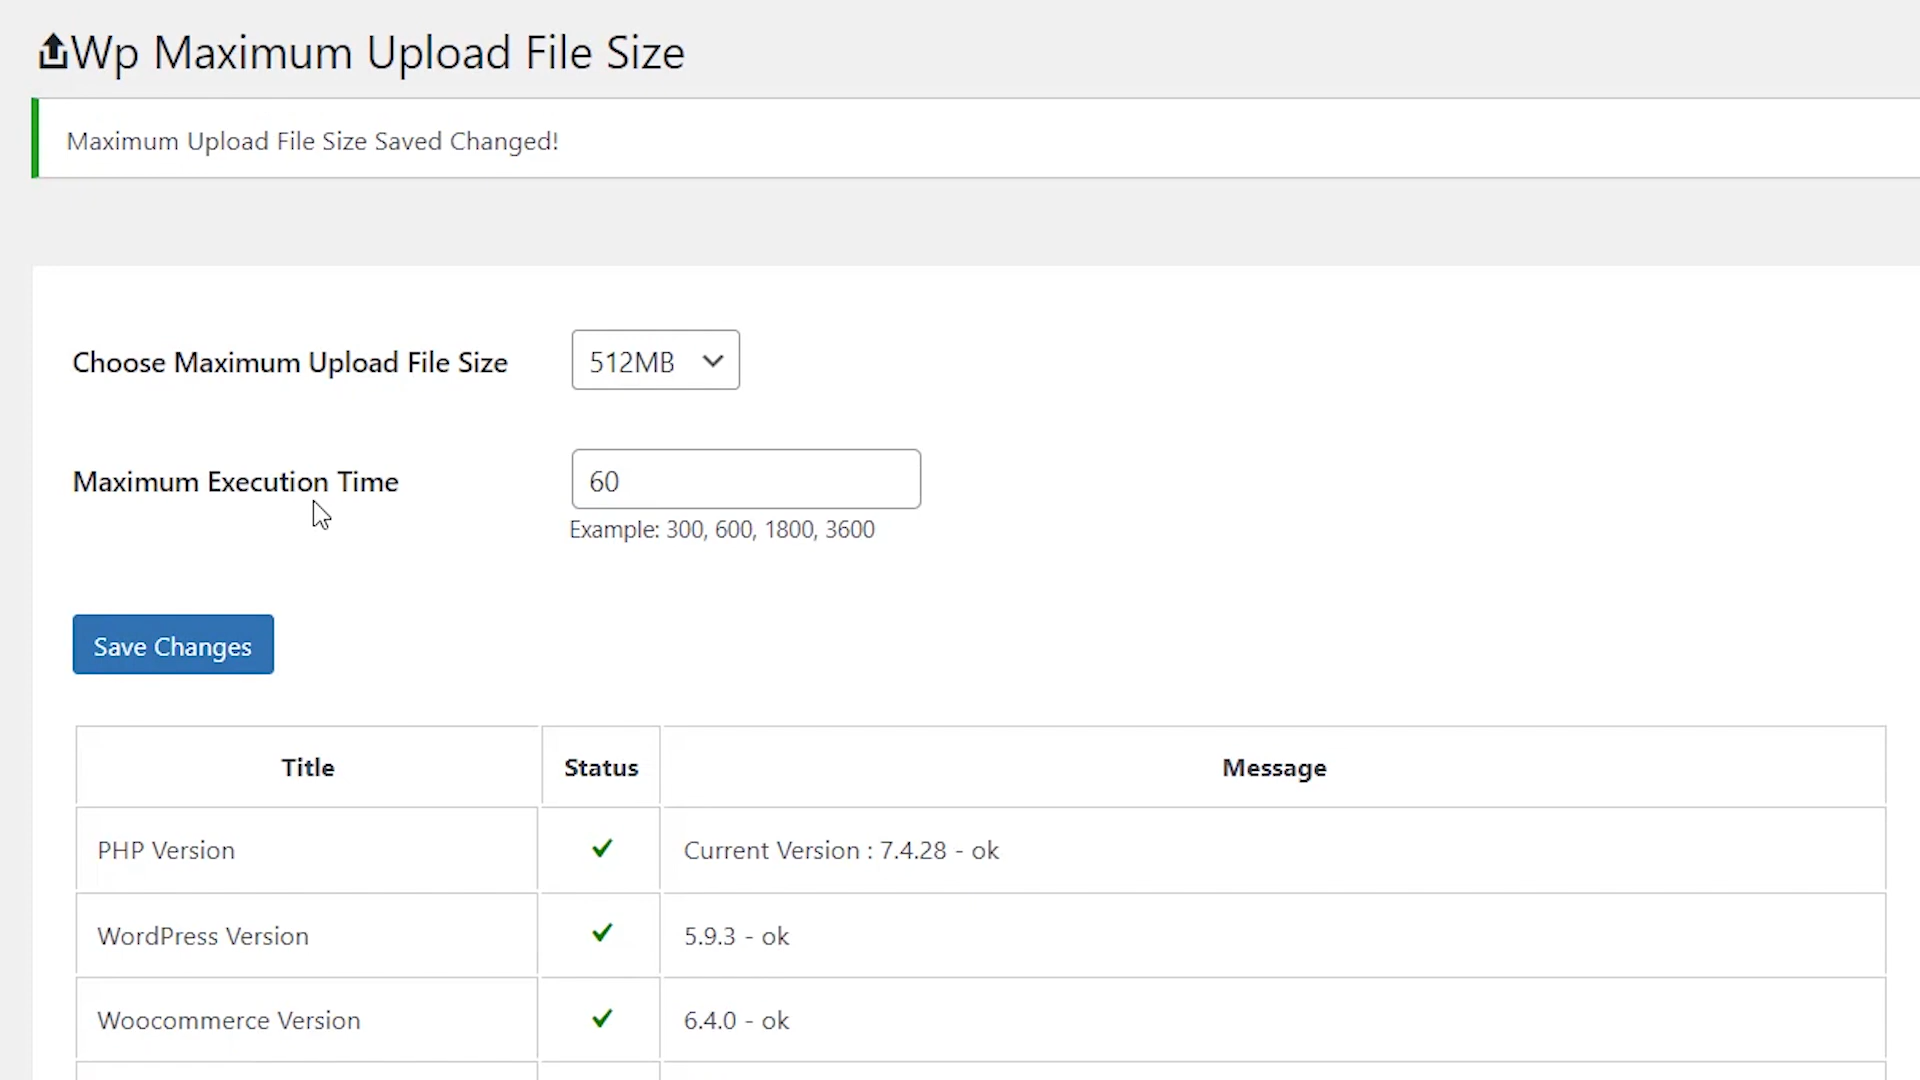 Wp Maximum Upload File Size
Maximum Upload File Size Saved Changed!
Choose Maximum Upload File Size
512MB
Maximum Execution Time
60
Example: 300, 600, 1800, 3600
Save Changes
Title Status Message
PHP Version Current Version : 7.4.28 - ok
WordPress Version 5.9.3 - ok
Woocommerce Version 6.4.0 - ok